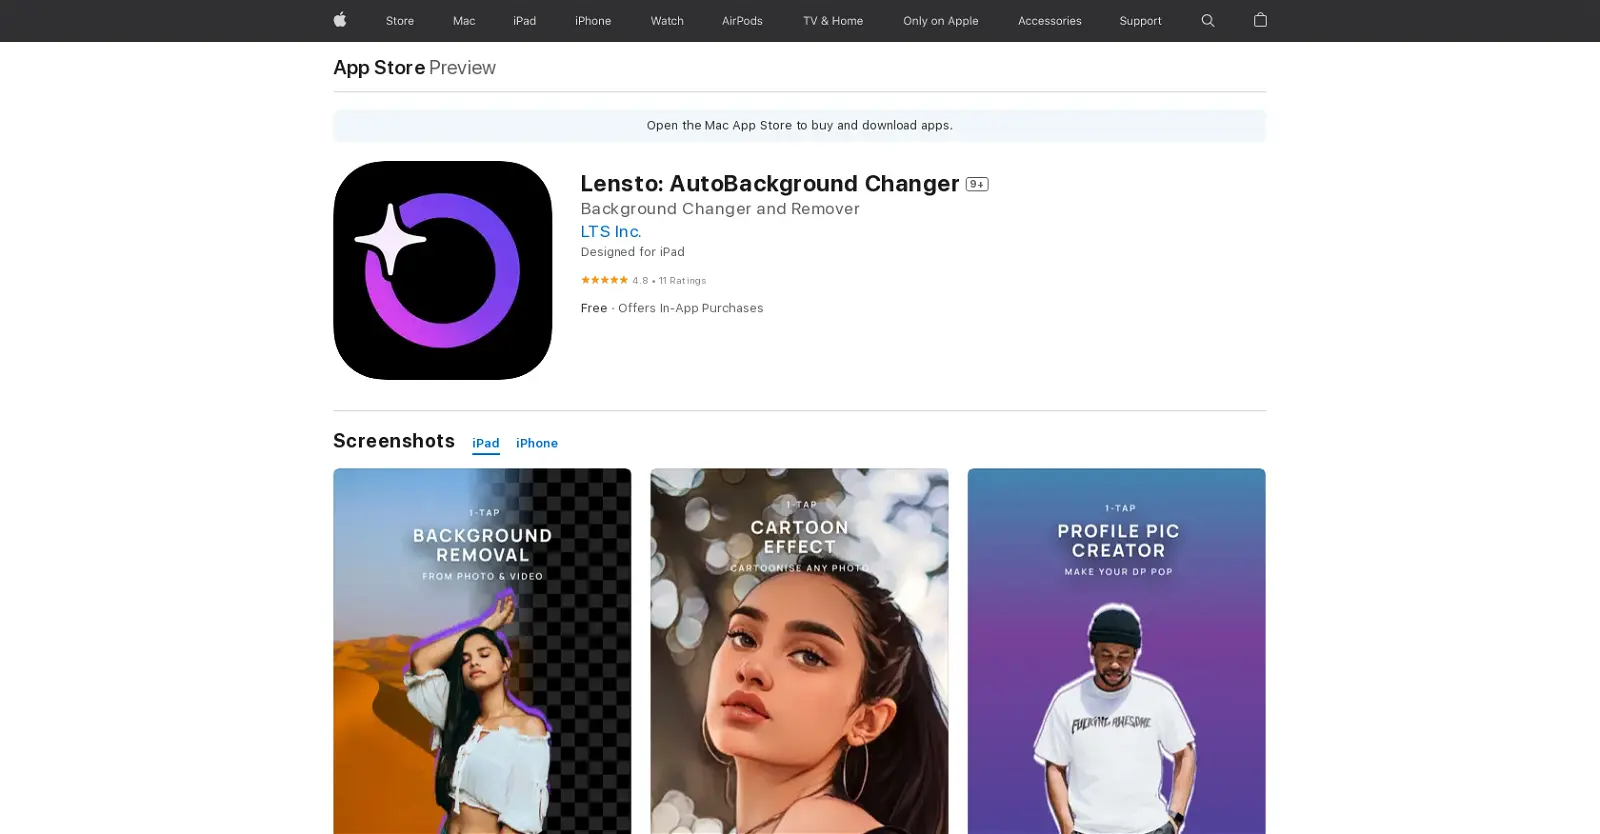 Store Mac iPad iPhone Watch AirPods TV & Home Only on Apple Accessories Support
App Store Preview
Open the Mac App Store to buy and download apps.
Lensto: AutoBackground Changer 9+
Background Changer and Remover
LTS Inc.
Designed for iPad
4.8 • 11 Ratings
Free · Offers In-App Purchases
Screenshots iPad iPhone
1-TAP
BACKGROUND
REMOVAL
FROM PHOTO & VIDEO
1-TAP
CARTOON
EFFECT
CARTOONISE ANY PHOTO
1-TAP
PROFILE PIC
CREATOR
MAKE YOUR DP POP
FUCKING AWESOME